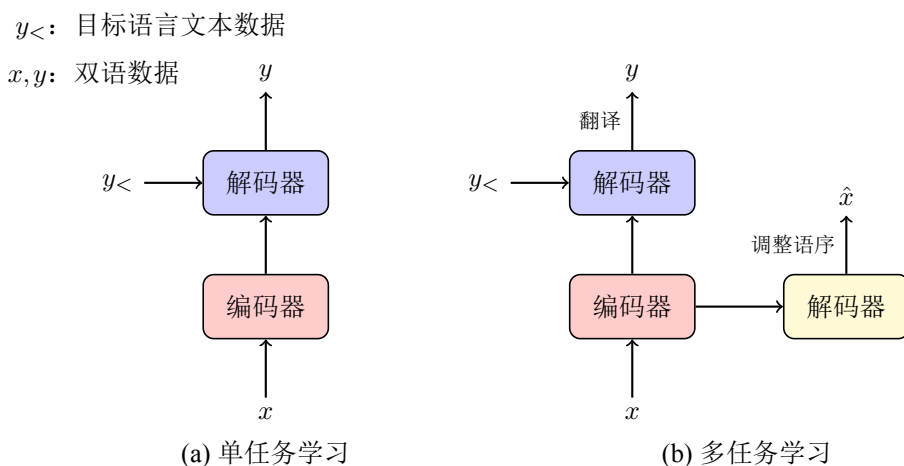 y<: 目标语言文本数据
x, y: 双语数据
y
y<
解码器
编码器
x
(a) 单任务学习
y
翻译
y<
解码器
x̂
调整语序
编码器
解码器
x
(b) 多任务学习